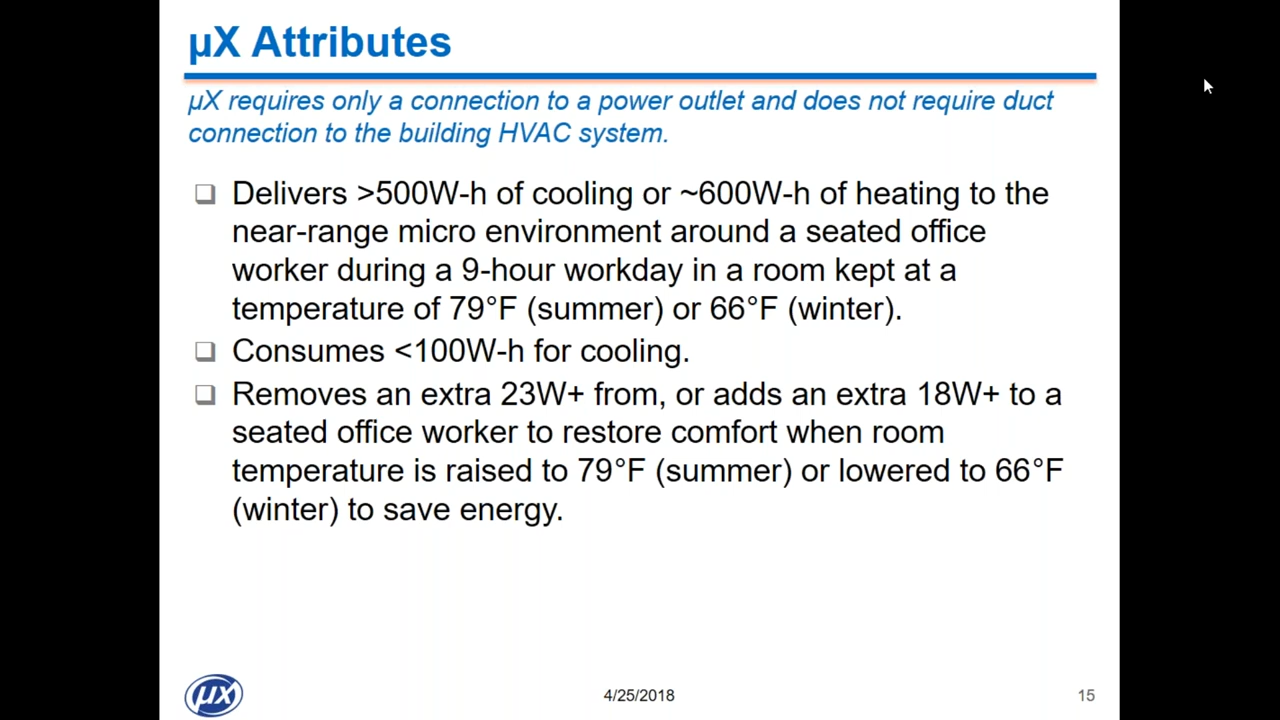 µX Attributes
µX requires only a connection to a power outlet and does not require duct
connection to the building HVAC system.
❑ Delivers >500W-h of cooling or ~600W-h of heating to the
near-range micro environment around a seated office
worker during a 9-hour workday in a room kept at a
temperature of 79°F (summer) or 66°F (winter).
❑ Consumes <100W-h for cooling.
❑ Removes an extra 23W+ from, or adds an extra 18W+ to a
seated office worker to restore comfort when room
temperature is raised to 79°F (summer) or lowered to 66°F
(winter) to save energy.
µx
4/25/2018
15